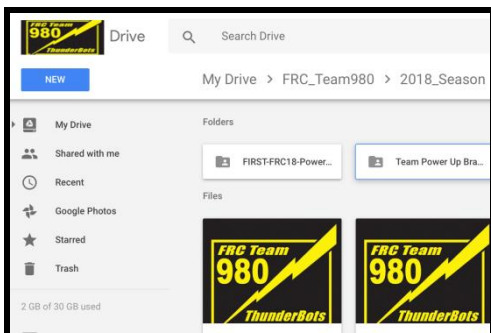 FRC Team
980
ThunderBots
Drive
Search Drive
NEW
My Drive > FRC_Team980 > 2018_Season
My Drive
Shared with me
Recent
Google Photos
Starred
Trash
2 GB of 30 GB used
Folders
FIRST-FRC18-Power...
Team Power Up Bra...
Files
FRC Team
980
ThunderBots
FRC Team
980
ThunderBots